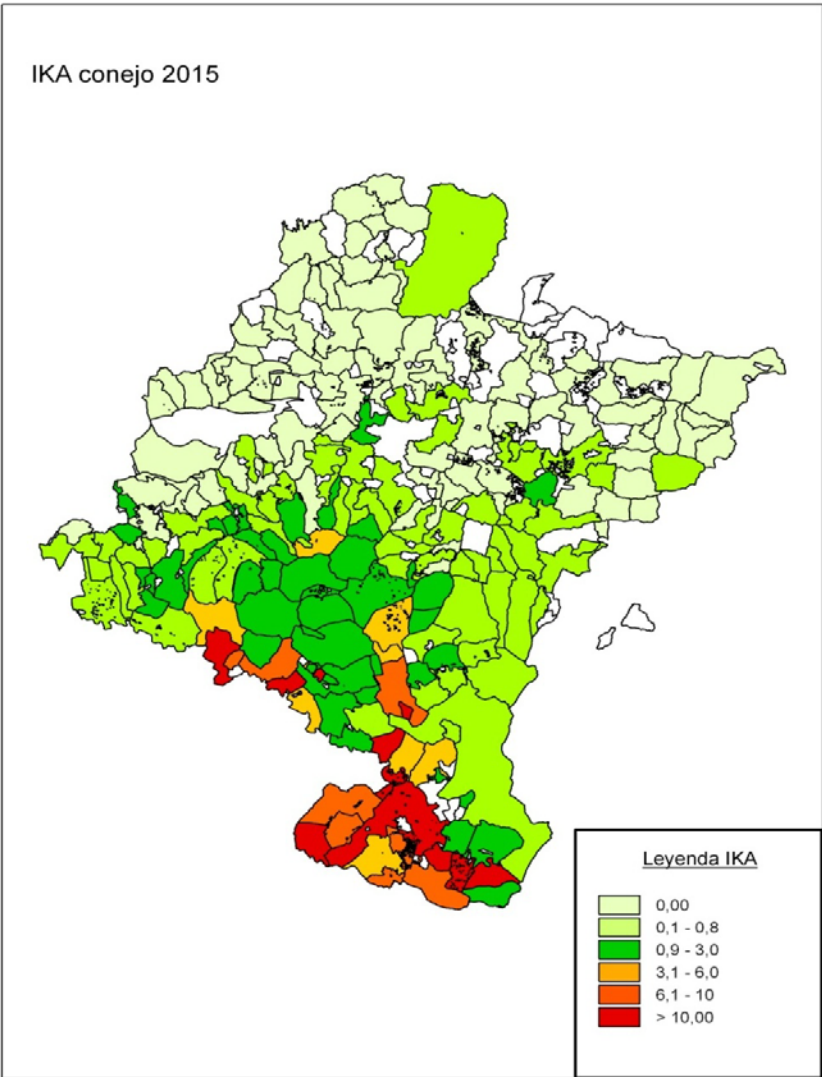 IKA conejo 2015
Leyenda IKA
0,00
0,1 - 0,8
0,9 - 3,0
3,1 - 6,0
6,1 - 10
> 10,00